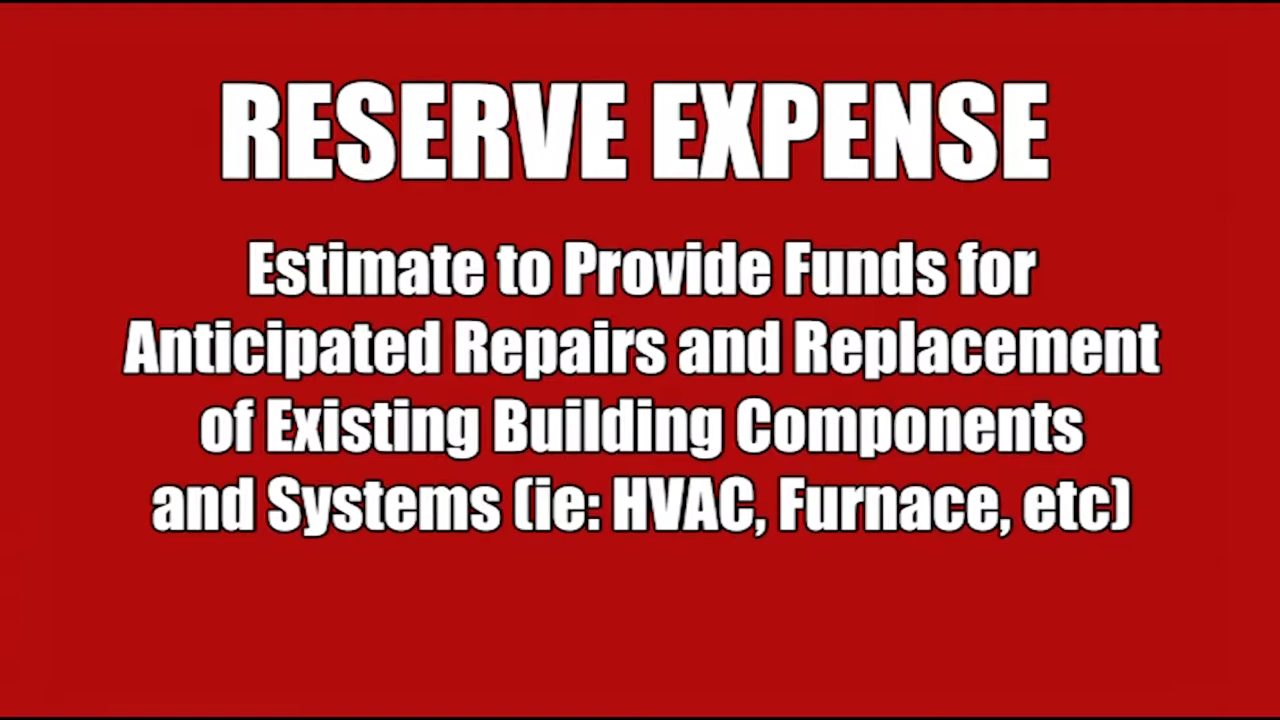 RESERVE EXPENSE
Estimate to Provide Funds for
Anticipated Repairs and Replacement
of Existing Building Components
and Systems (ie: HVAC, Furnace, etc)